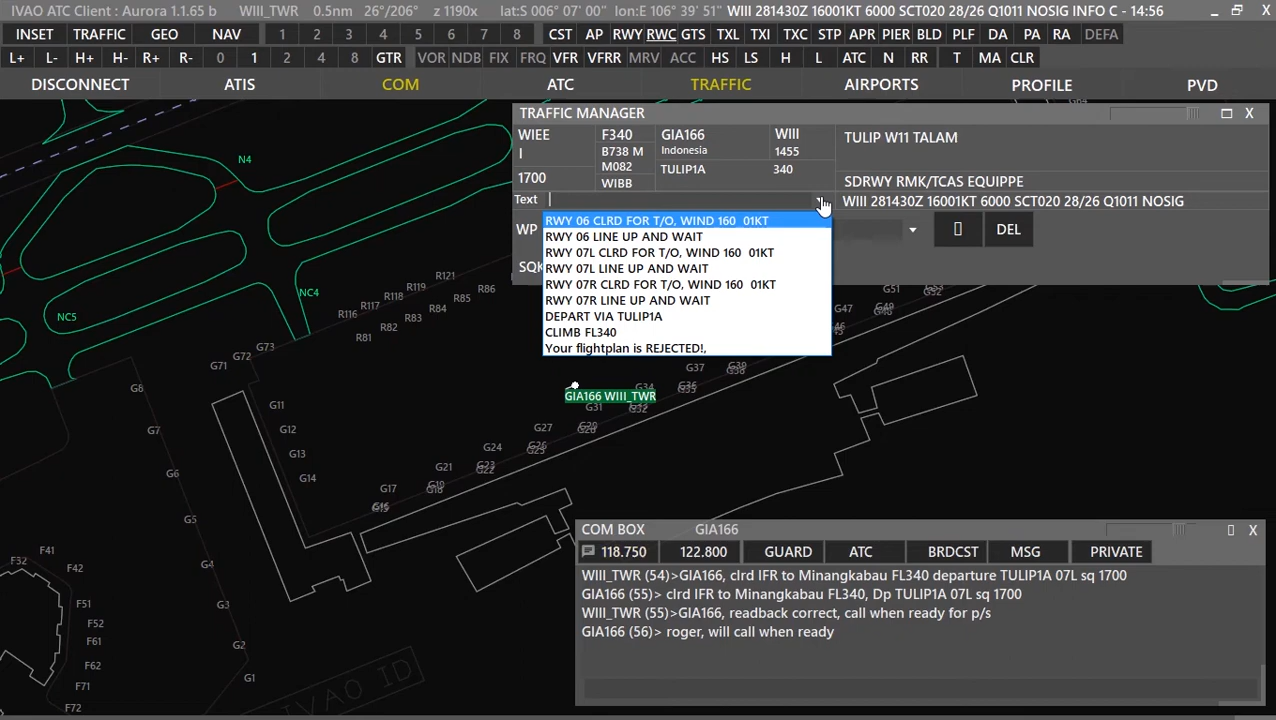 IVAO ATC Client : Aurora 1.1.65 b WIII_TWR 0.5nm 26°/206° z 1190x lat:S 006° 07' 00" lon:E 106° 39' 51" WIII 281430Z 16001KT 6000 SCT020 28/26 Q1011 NOSIG INFO C - 14:56
INSET TRAFFIC GEO NAV 1 2 3 4 5 6 7 8 CST AP RWY RWC GTS TXL TXI TXC STP APR PIER BLD PLF DA PA RA DEFA
L+ L- H+ H- R+ R- 0 1 2 4 8 GTR VOR NDB FIX FRQ VFR VFRR MRV ACC HS LS H L ATC N RR T MA CLR
DISCONNECT ATIS COM ATC TRAFFIC AIRPORTS PROFILE PVD
TRAFFIC MANAGER
WIEE F340 GIA166 WIII TULIP W11 TALAM
I B738 M Indonesia 1455
M082 TULIP1A 340
1700 WIBB SDRWY RMK/TCAS EQUIPPE
Text WIII 281430Z 16001KT 6000 SCT020 28/26 Q1011 NOSIG
RWY 06 CLRD FOR T/O, WIND 160 01KT
WP RWY 06 LINE UP AND WAIT DEL
RWY 07L CLRD FOR T/O, WIND 160 01KT
SQK RWY 07L LINE UP AND WAIT
RWY 07R CLRD FOR T/O, WIND 160 01KT
RWY 07R LINE UP AND WAIT
DEPART VIA TULIP1A
CLIMB FL340
Your flightplan is REJECTED!,
N4
NC4
NC5
R121
R119 R86
R118 R85
R116 R117 R83
R82
R81
G51
G52
G47
G73
G72
G71
G37
G38
G36
G34
GIA166 WIII_TWR
G31
G32
G27
G26
G24
G23
G22
G21
G17
G18
G11
G12
G13
G14
G6
G7
G6
G5
G4
G3
G2
G1
F41
F42
F32
F51
F52
F61
F62
F71
F72
IVAO ID
COM BOX GIA166
118.750 122.800 GUARD ATC BRDCST MSG PRIVATE
WIII_TWR (54)>GIA166, clrd IFR to Minangkabau FL340 departure TULIP1A 07L sq 1700
GIA166 (55)> clrd IFR to Minangkabau FL340, Dp TULIP1A 07L sq 1700
WIII_TWR (55)>GIA166, readback correct, call when ready for p/s
GIA166 (56)> roger, will call when ready